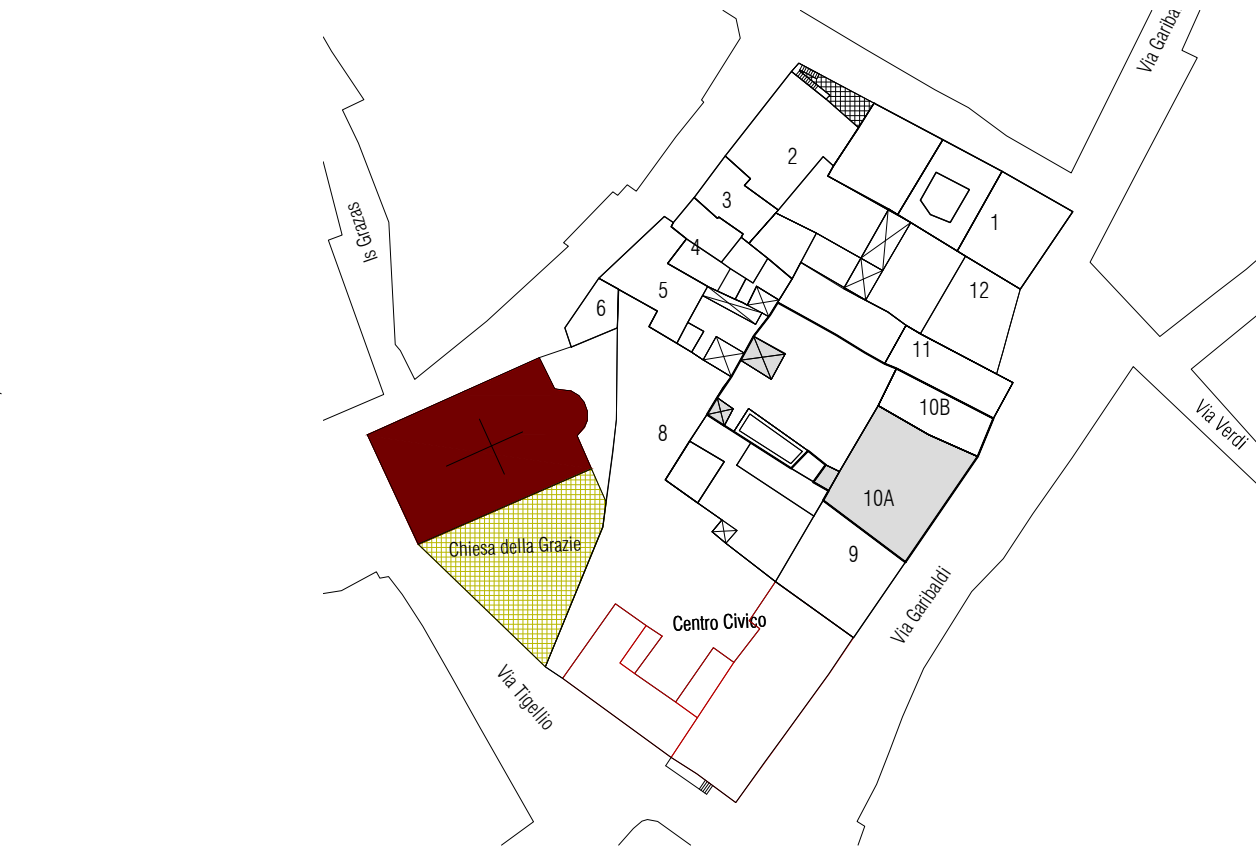 Via Gariba
2
3
1
Is Grazas
4
12
5
6
11
10B
Via Verdi
8
10A
Chiesa della Grazie
9
Via Garibaldi
Centro Civico
Via Tigellio